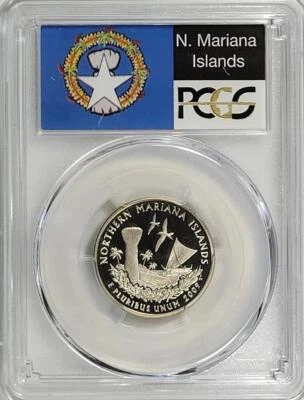 N. Mariana
Islands
PCGS
NORTHERN MARIANA ISLANDS
E PLURIBUS UNUM 2009